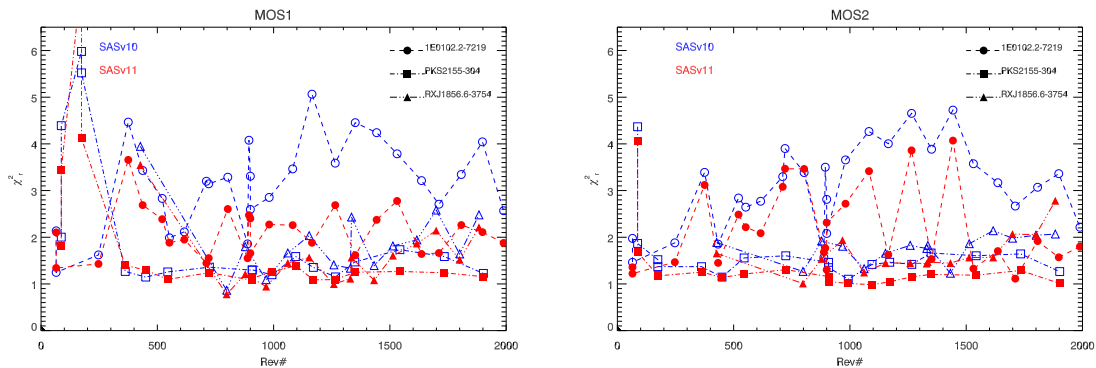 MOS1
6
5
4
3
2
1
0
χ²r
SASv10
SASv11
1E0102.2-7219
PKS2155-304
RXJ1856.6-3754
0 500 1000 1500 2000
Rev#
MOS2
6
5
4
3
2
1
0
χ²r
SASv10
SASv11
1E0102.2-7219
PKS2155-304
RXJ1856.6-3754
0 500 1000 1500 2000
Rev#